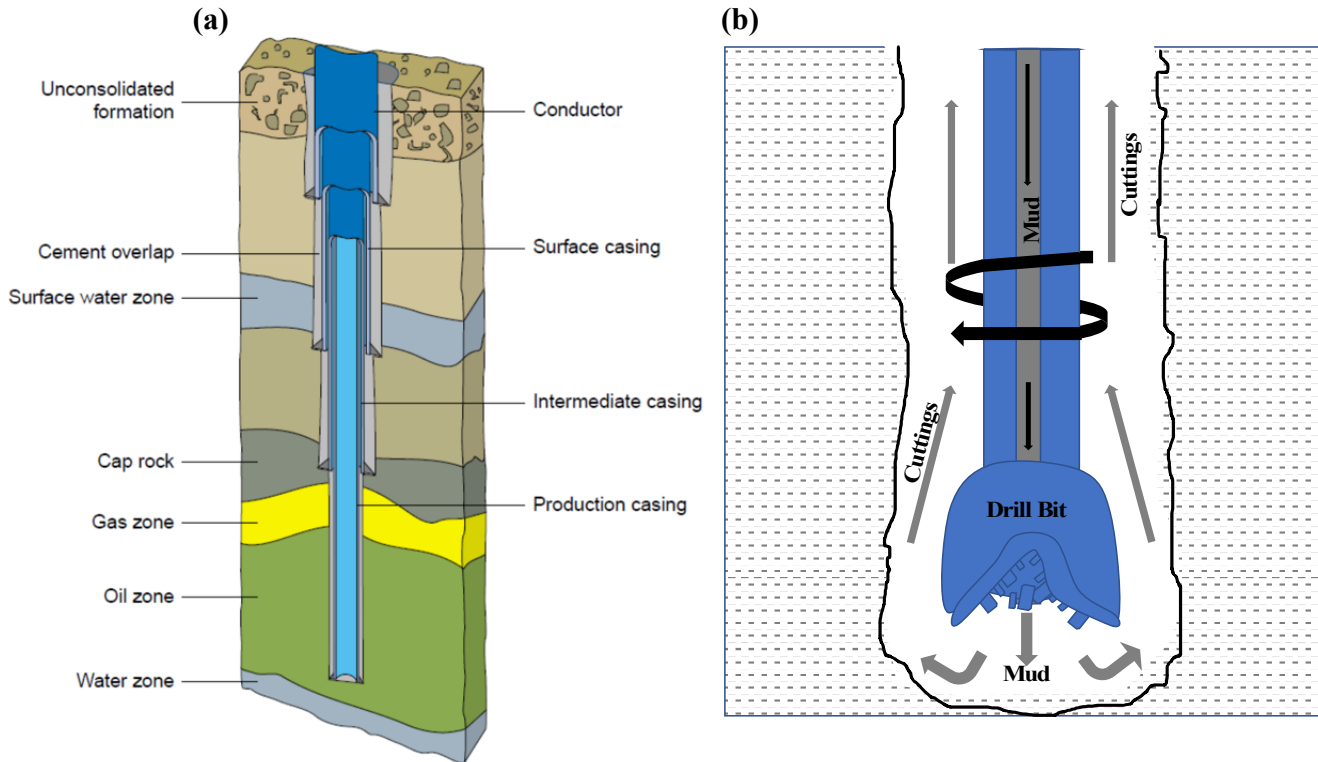 (a)
Unconsolidated
formation
Cement overlap
Surface water zone
Cap rock
Gas zone
Oil zone
Water zone
Conductor
Surface casing
Intermediate casing
Production casing
(b)
Mud
Cuttings
Cuttings
Drill Bit
Mud